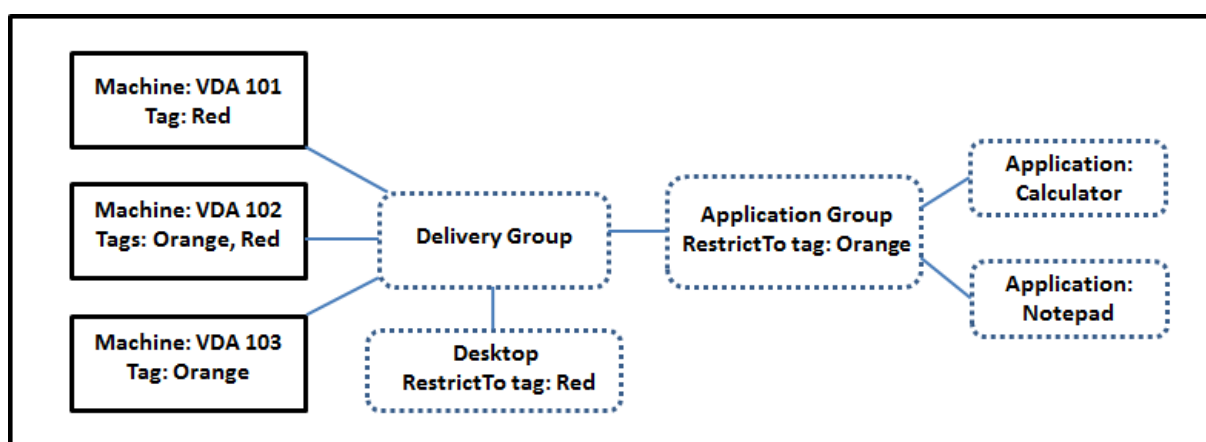 Machine: VDA 101
Tag: Red
Machine: VDA 102
Tags: Orange, Red
Machine: VDA 103
Tag: Orange
Delivery Group
Desktop
RestrictTo tag: Red
Application Group
RestrictTo tag: Orange
Application:
Calculator
Application:
Notepad